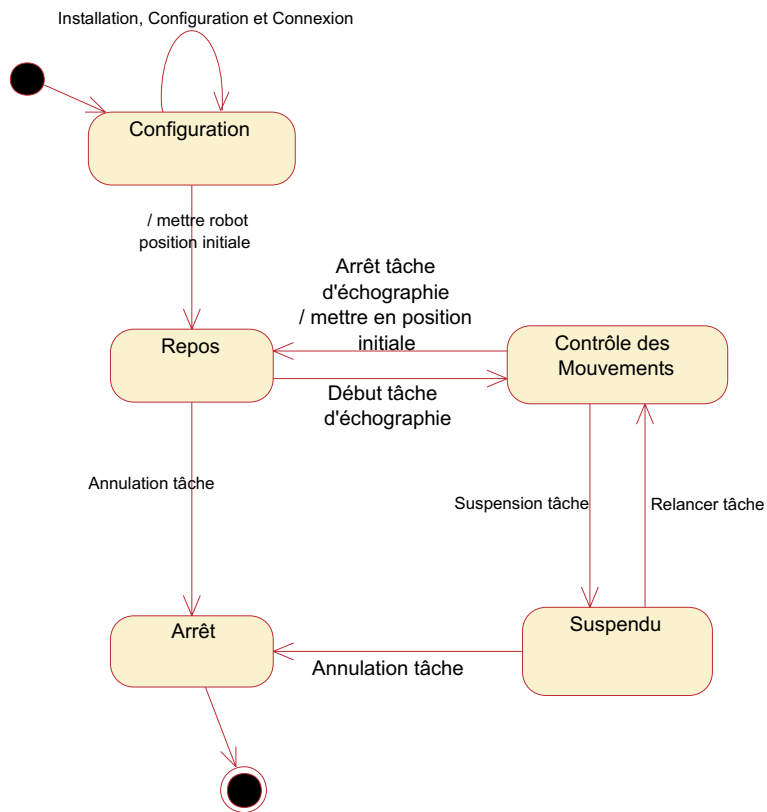 Installation, Configuration et Connexion
Configuration
/ mettre robot
position initiale
Arrêt tâche
d'échographie
/ mettre en position
initiale
Repos
Contrôle des
Mouvements
Début tâche
d'échographie
Annulation tâche
Suspension tâche
Relancer tâche
Arrêt
Suspendu
Annulation tâche